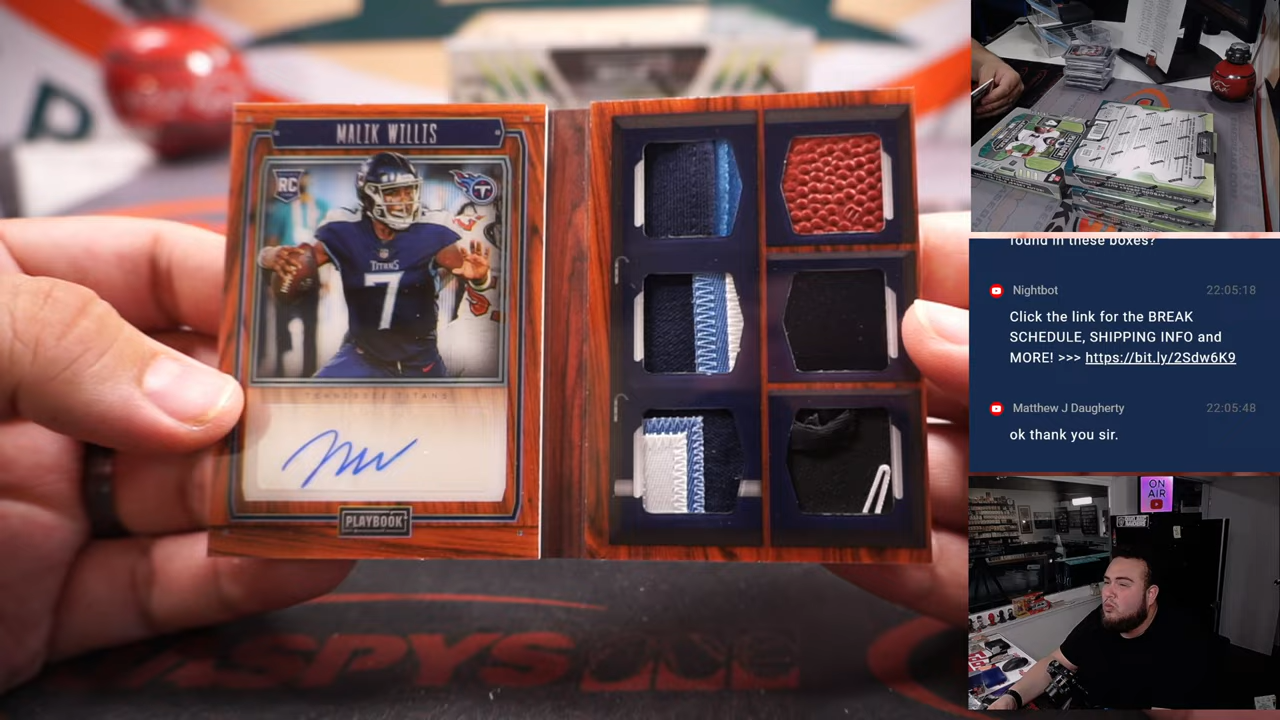 MALIK WILLIS
RC
TITANS
7
TENNESSEE TITANS
PLAYBOOK
found in these boxes?
Nightbot 22:05:18
Click the link for the BREAK
SCHEDULE, SHIPPING INFO and
MORE! >>> https://bit.ly/2Sdw6K9
Matthew J Daugherty 22:05:48
ok thank you sir.
ON
AIR